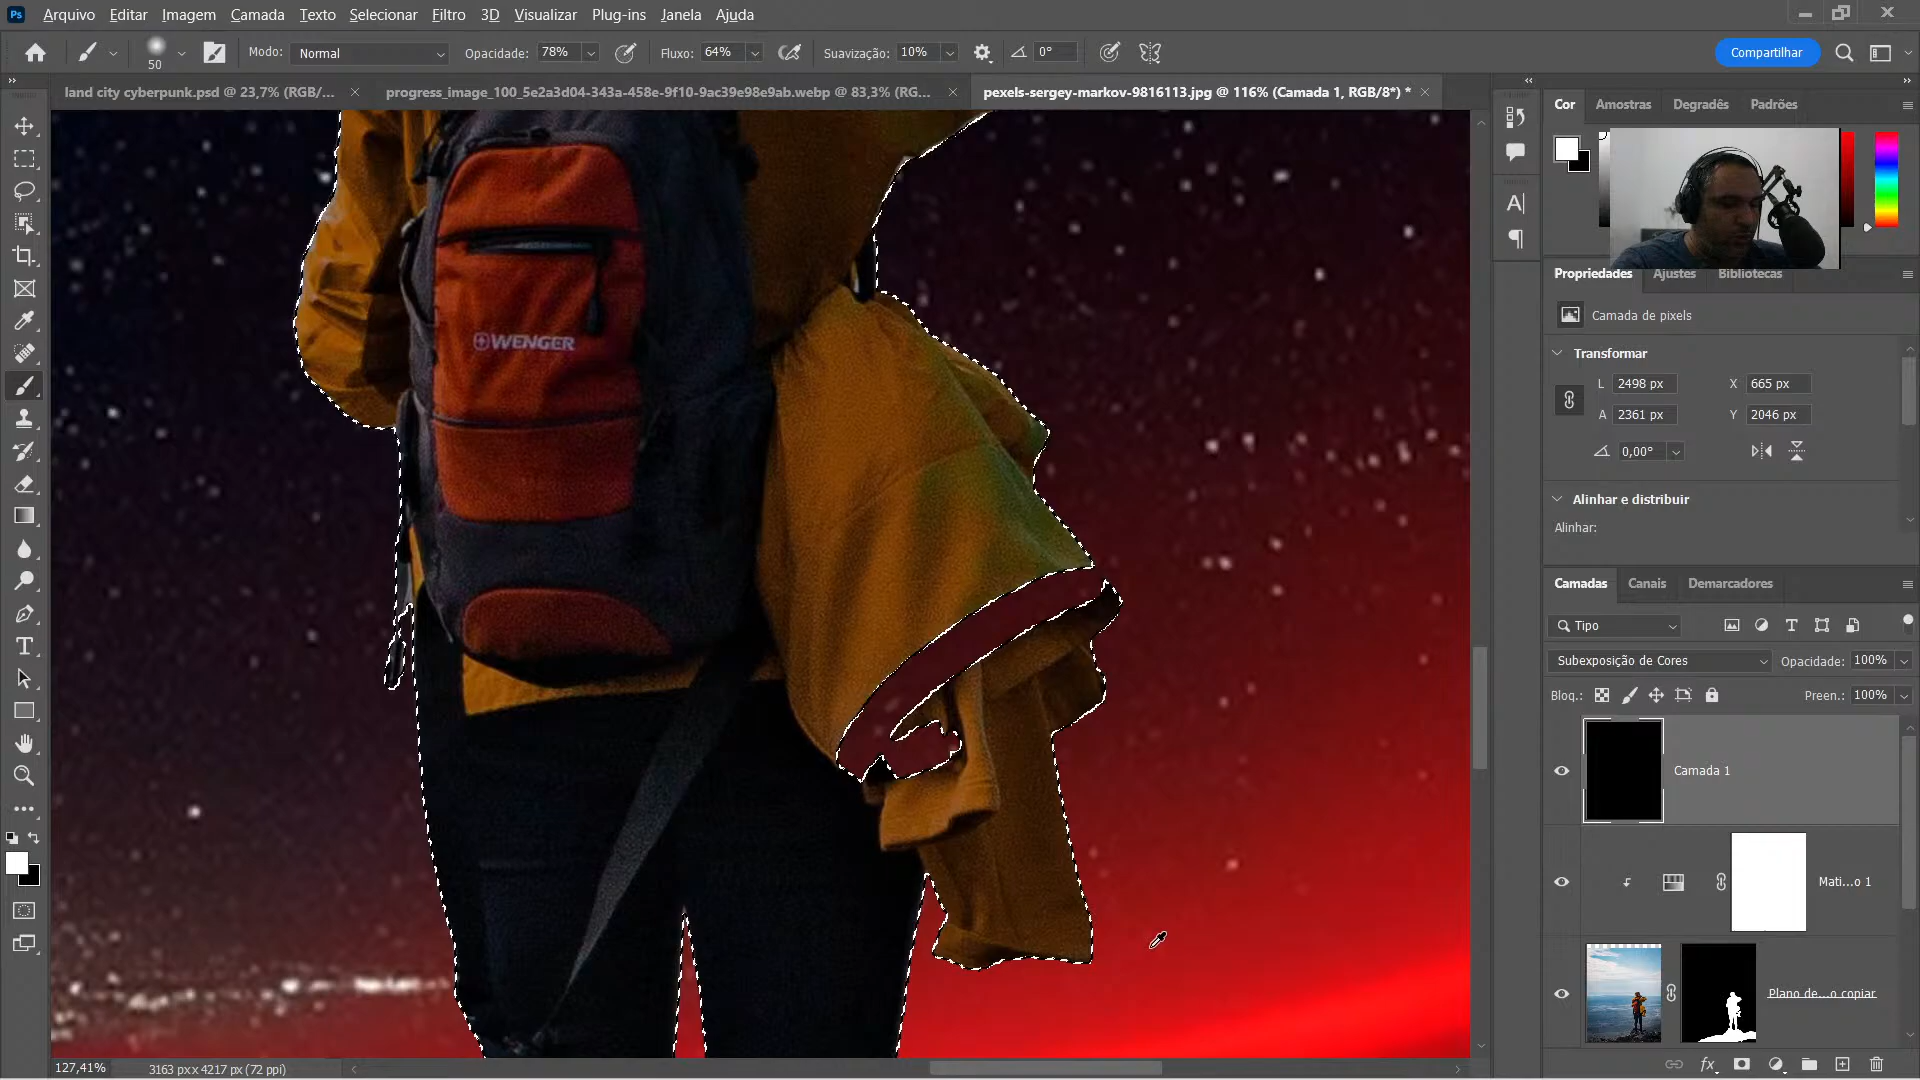 Ps Arquivo Editar Imagem Camada Texto Selecionar Filtro 3D Visualizar Plug-ins Janela Ajuda
50 Modo: Normal Opacidade: 78% Fluxo: 64% Suavização: 10% 0° Compartilhar
land city cyberpunk.psd @ 23,7% (RGB/... progress_image_100_5e2a3d04-343a-458e-9f10-9ac39e98e9ab.webp @ 83,3% (RG... pexels-sergey-markov-9816113.jpg @ 116% (Camada 1, RGB/8*) *
Cor Amostras Degradês Padrões
Propriedades Ajustes Bibliotecas
Camada de pixels
Transformar
L 2498 px X 665 px
A 2361 px Y 2046 px
0,00°
Alinhar e distribuir
Alinhar:
WENGER
Camadas Canais Demarcadores
Tipo
Subexposição de Cores Opacidade: 100%
Bloq.: Preen.: 100%
Camada 1
Mati...o 1
Plano de...o copiar
127,41% 3163 px x 4217 px (72 ppi)